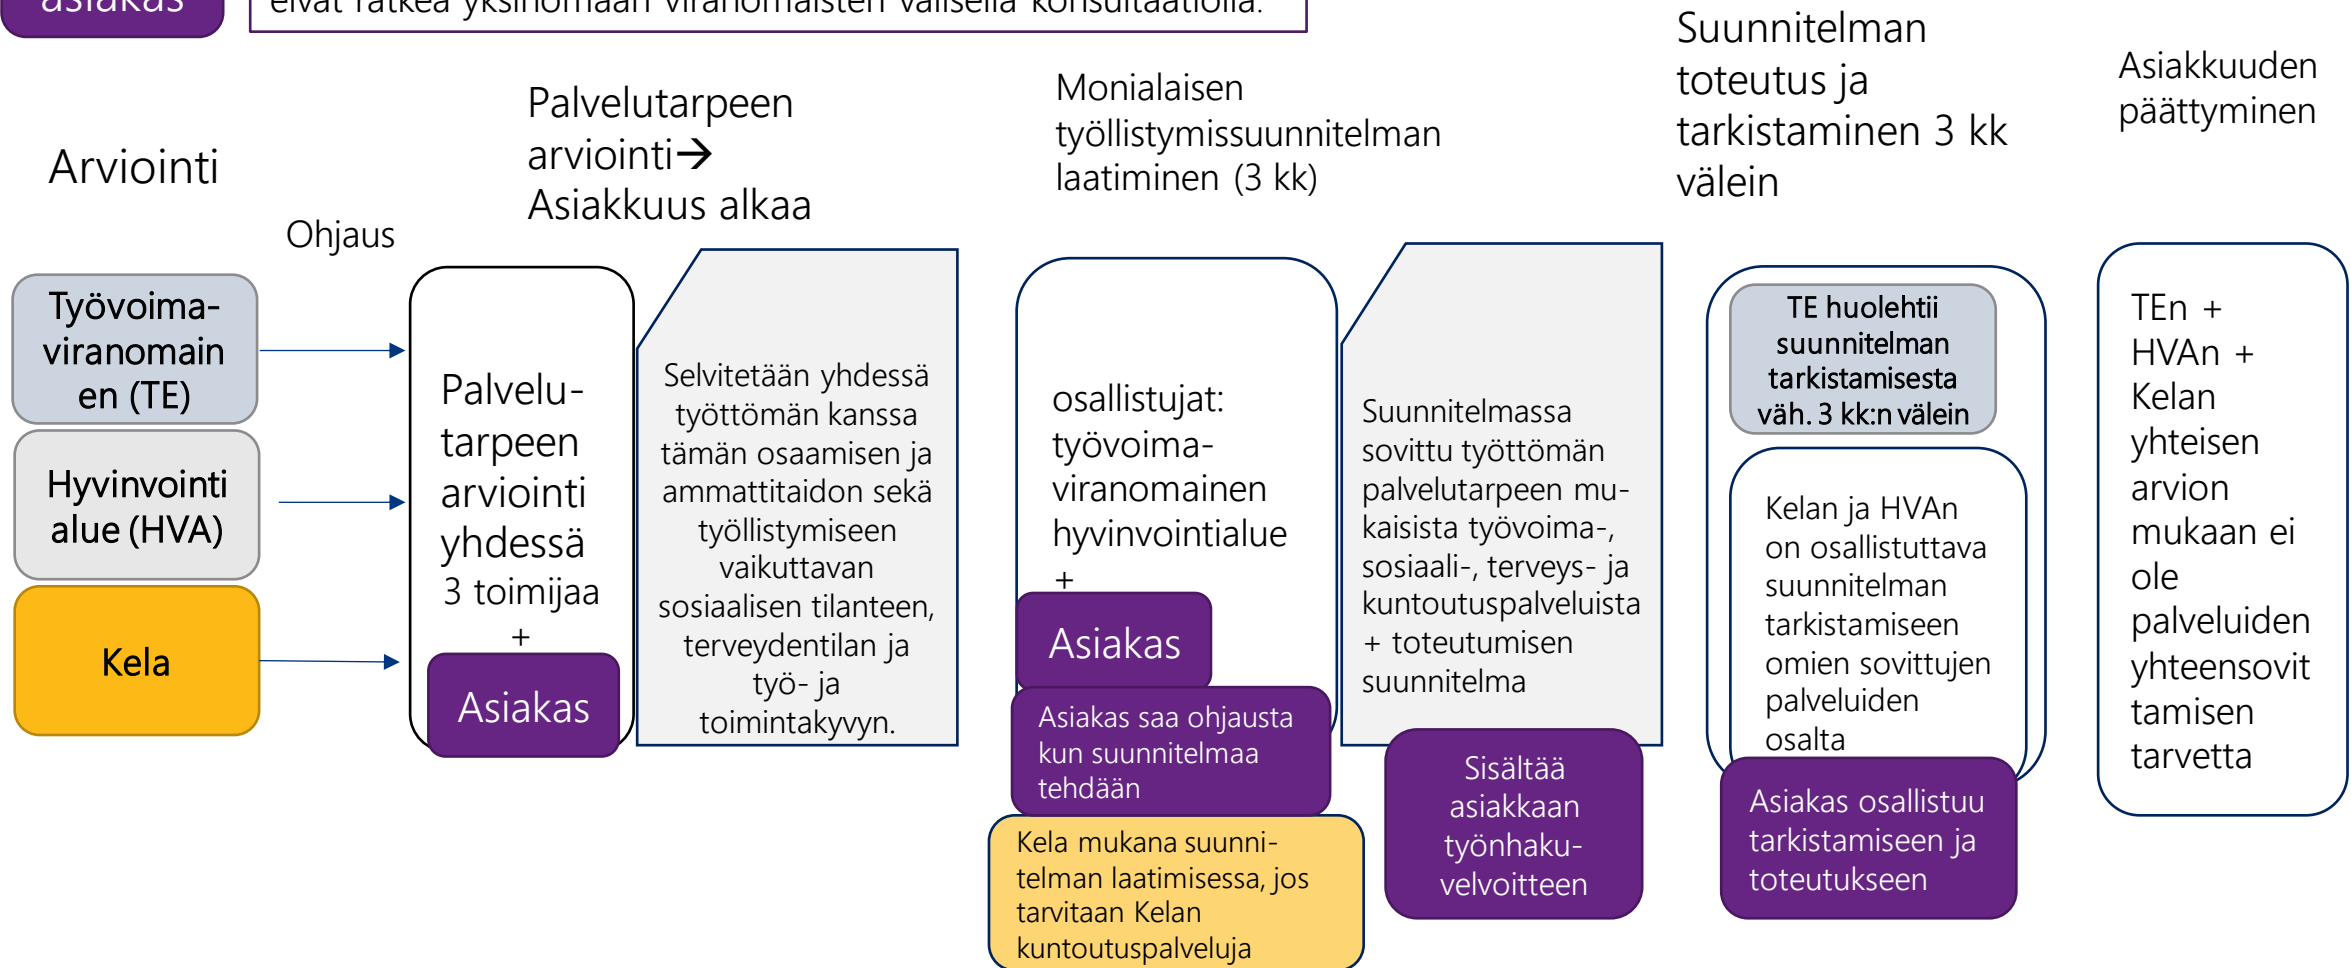 asiakas
eivät ratkea yksinomaan viranomaisten välisellä konsultaatiolla.
Arviointi
Ohjaus
Palvelutarpeen
arviointi→
Asiakkuus alkaa
Monialaisen
työllistymissuunnitelman
laatiminen (3 kk)
Suunnitelman
toteutus ja
tarkistaminen 3 kk
välein
Asiakkuuden
päättyminen
Työvoima-
viranomain
en (TE)
Hyvinvointi
alue (HVA)
Kela
Palvelu-
tarpeen
arviointi
yhdessä
3 toimijaa
+
Asiakas
Selvitetään yhdessä
työttömän kanssa
tämän osaamisen ja
ammattitaidon sekä
työllistymiseen
vaikuttavan
sosiaalisen tilanteen,
terveydentilan ja
työ- ja
toimintakyvyn.
osallistujat:
työvoima-
viranomainen
hyvinvointialue
+
Asiakas
Asiakas saa ohjausta
kun suunnitelmaa
tehdään
Kela mukana suunni-
telman laatimisessa, jos
tarvitaan Kelan
kuntoutuspalveluja
Suunnitelmassa
sovittu työttömän
palvelutarpeen mu-
kaisista työvoima-,
sosiaali-, terveys- ja
kuntoutuspalveluista
+ toteutumisen
suunnitelma
Sisältää
asiakkaan
työnhaku-
velvoitteen
TE huolehtii
suunnitelman
tarkistamisesta
väh. 3 kk:n välein
Kelan ja HVAn
on osallistuttava
suunnitelman
tarkistamiseen
omien sovittujen
palveluiden
osalta
Asiakas osallistuu
tarkistamiseen ja
toteutukseen
TEn +
HVAn +
Kelan
yhteisen
arvion
mukaan ei
ole
palveluiden
yhteensovit
tamisen
tarvetta